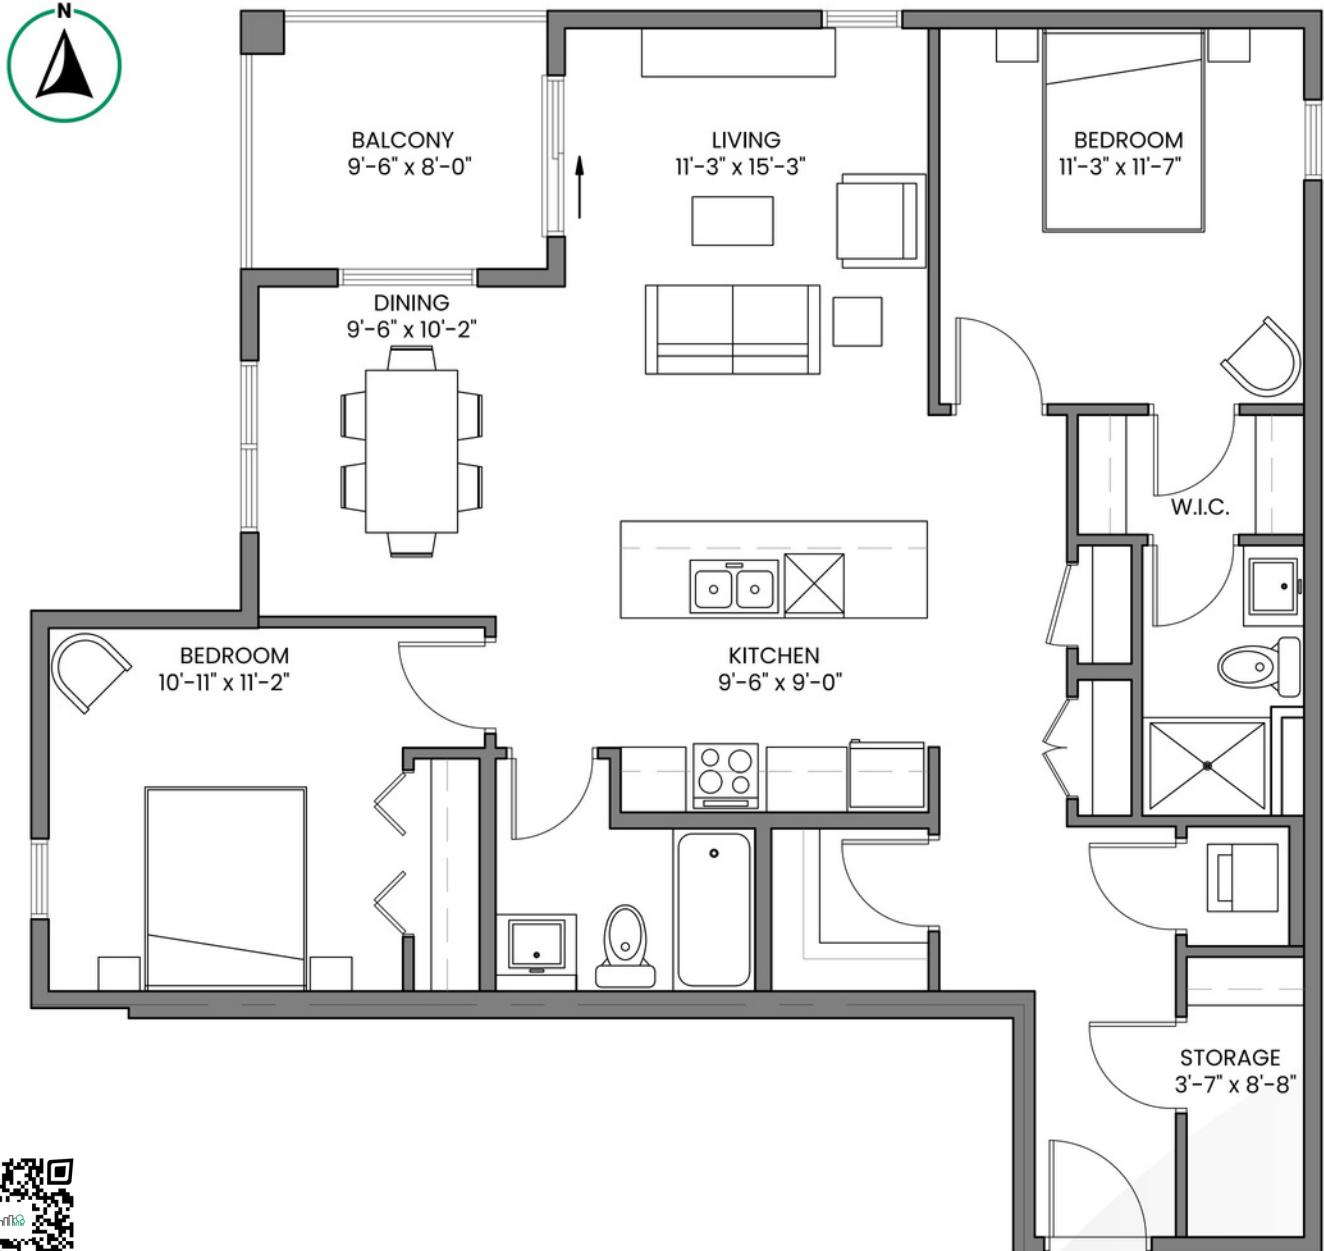 N
BALCONY
9'-6" x 8'-0"
LIVING
11'-3" x 15'-3"
BEDROOM
11'-3" x 11'-7"
DINING
9'-6" x 10'-2"
W.I.C.
BEDROOM
10'-11" x 11'-2"
KITCHEN
9'-6" x 9'-0"
STORAGE
3'-7" x 8'-8"